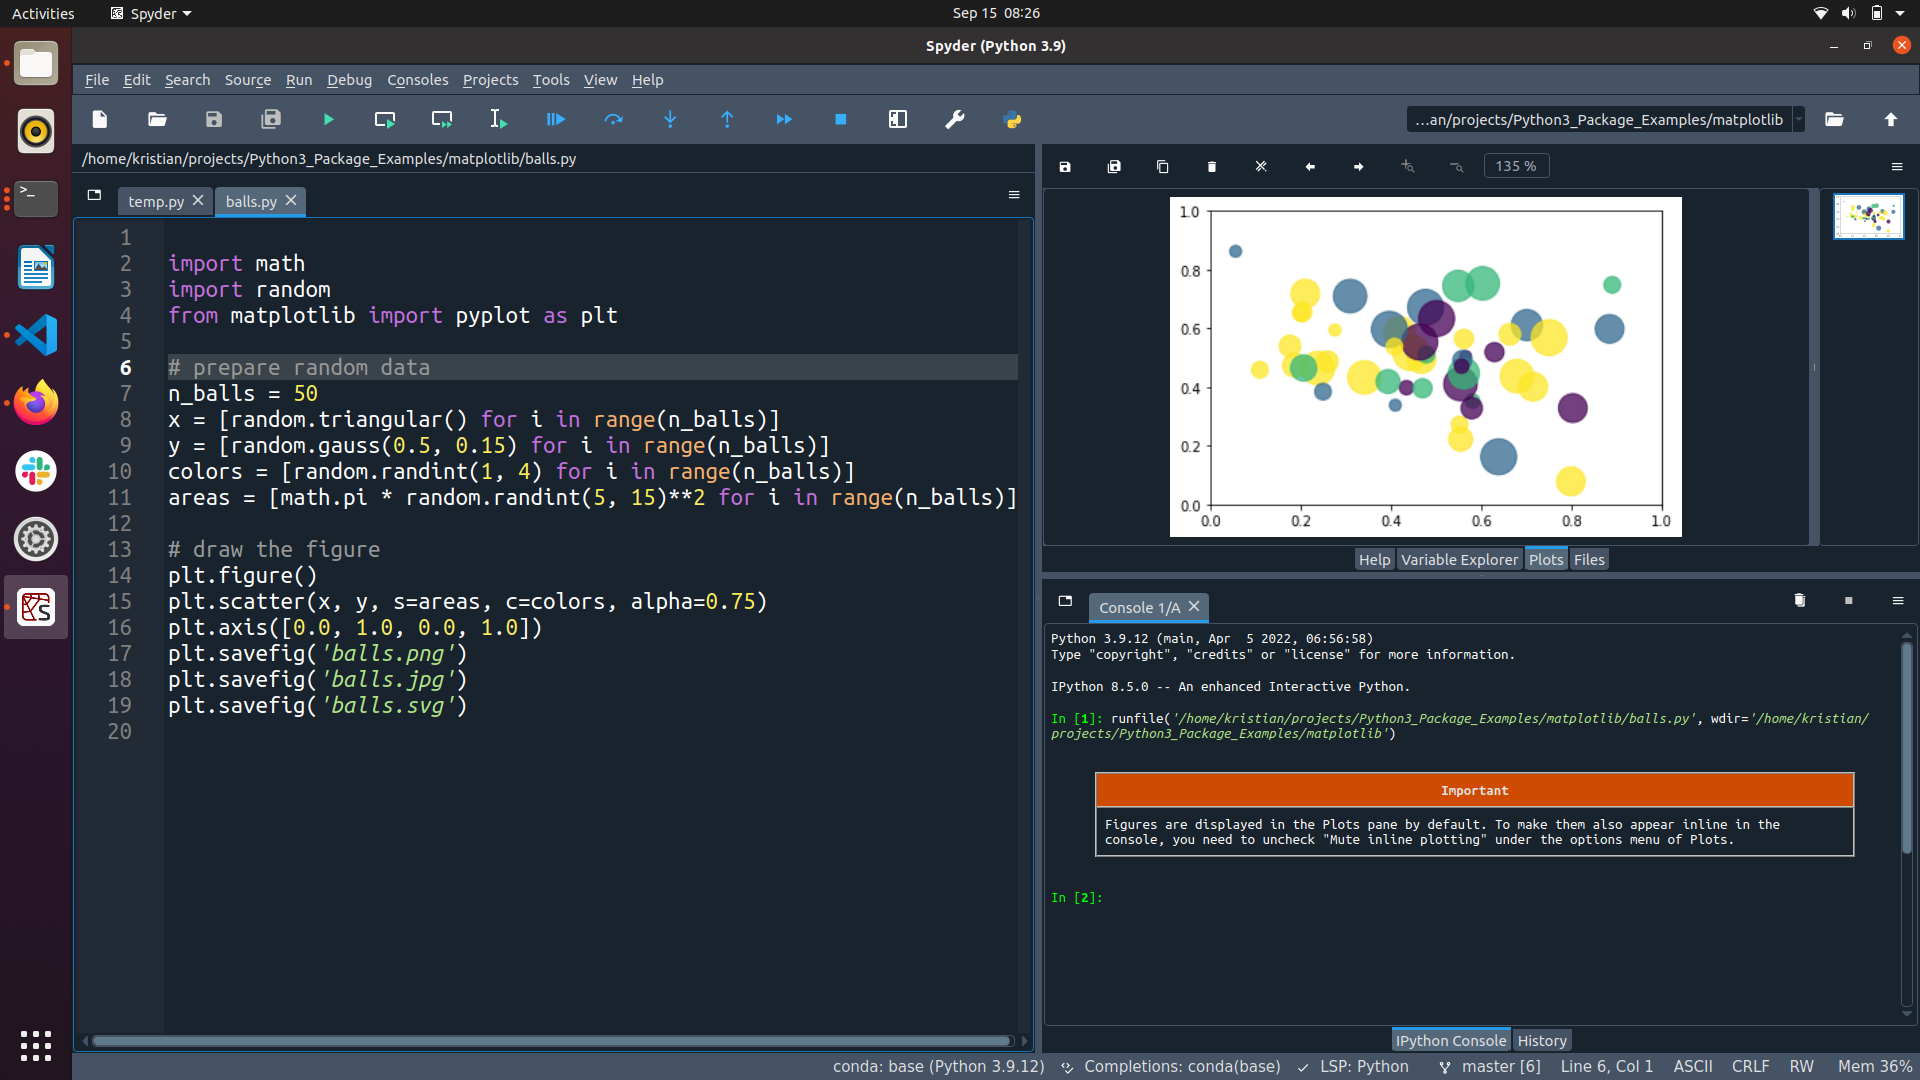 Activities
Spyder
Sep 15 08:26
Spyder (Python 3.9)
File Edit Search Source Run Debug Consoles Projects Tools View Help
...an/projects/Python3_Package_Examples/matplotlib
/home/kristian/projects/Python3_Package_Examples/matplotlib/balls.py
temp.py
balls.py
1
2 import math
3 import random
4 from matplotlib import pyplot as plt
5
6 # prepare random data
7 n_balls = 50
8 x = [random.triangular() for i in range(n_balls)]
9 y = [random.gauss(0.5, 0.15) for i in range(n_balls)]
10 colors = [random.randint(1, 4) for i in range(n_balls)]
11 areas = [math.pi * random.randint(5, 15)**2 for i in range(n_balls)]
12
13 # draw the figure
14 plt.figure()
15 plt.scatter(x, y, s=areas, c=colors, alpha=0.75)
16 plt.axis([0.0, 1.0, 0.0, 1.0])
17 plt.savefig('balls.png')
18 plt.savefig('balls.jpg')
19 plt.savefig('balls.svg')
20
135 %
1.0
0.8
0.6
0.4
0.2
0.0
0.0 0.2 0.4 0.6 0.8 1.0
Help Variable Explorer Plots Files
Console 1/A
Python 3.9.12 (main, Apr  5 2022, 06:56:58)
Type "copyright", "credits" or "license" for more information.
IPython 8.5.0 -- An enhanced Interactive Python.
In [1]: runfile('/home/kristian/projects/Python3_Package_Examples/matplotlib/balls.py', wdir='/home/kristian/
projects/Python3_Package_Examples/matplotlib')
Important
Figures are displayed in the Plots pane by default. To make them also appear inline in the
console, you need to uncheck "Mute inline plotting" under the options menu of Plots.
In [2]:
IPython Console History
conda: base (Python 3.9.12) Completions: conda(base) LSP: Python master [6] Line 6, Col 1 ASCII CRLF RW Mem 36%